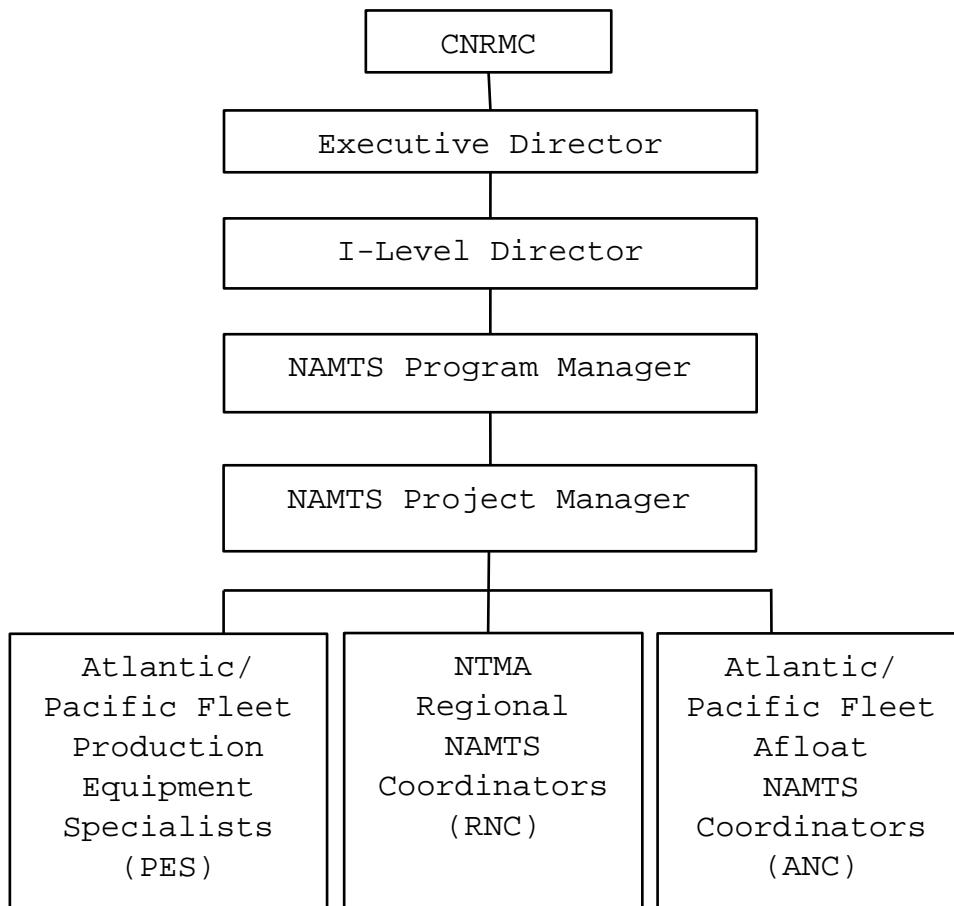 CNRMC
Executive Director
I-Level Director
NAMTS Program Manager
NAMTS Project Manager
Atlantic/
Pacific Fleet
Production
Equipment
Specialists
(PES)
NTMA
Regional
NAMTS
Coordinators
(RNC)
Atlantic/
Pacific Fleet
Afloat
NAMTS
Coordinators
(ANC)